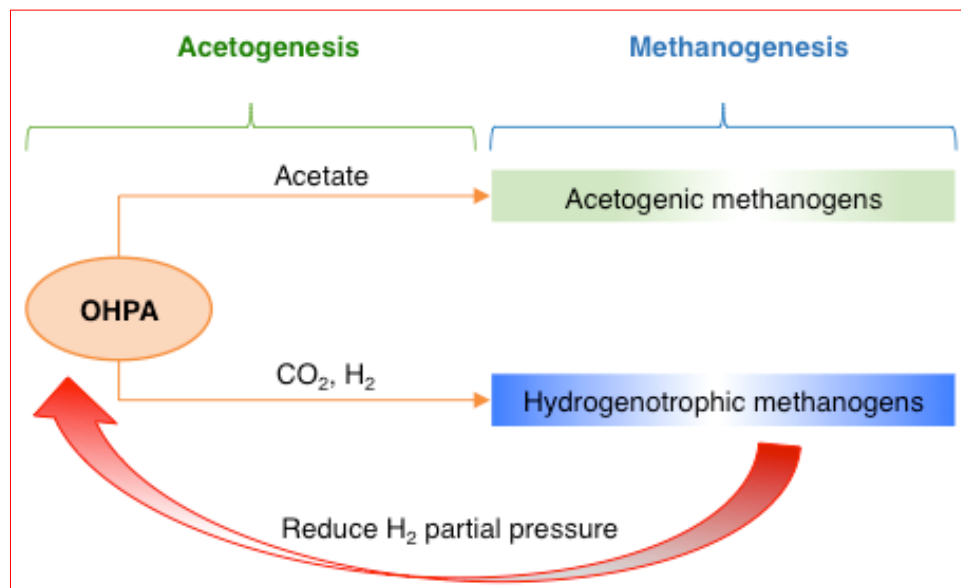 Acetogenesis
Methanogenesis
Acetate
Acetogenic methanogens
OHPA
CO₂, H₂
Hydrogenotrophic methanogens
Reduce H₂ partial pressure